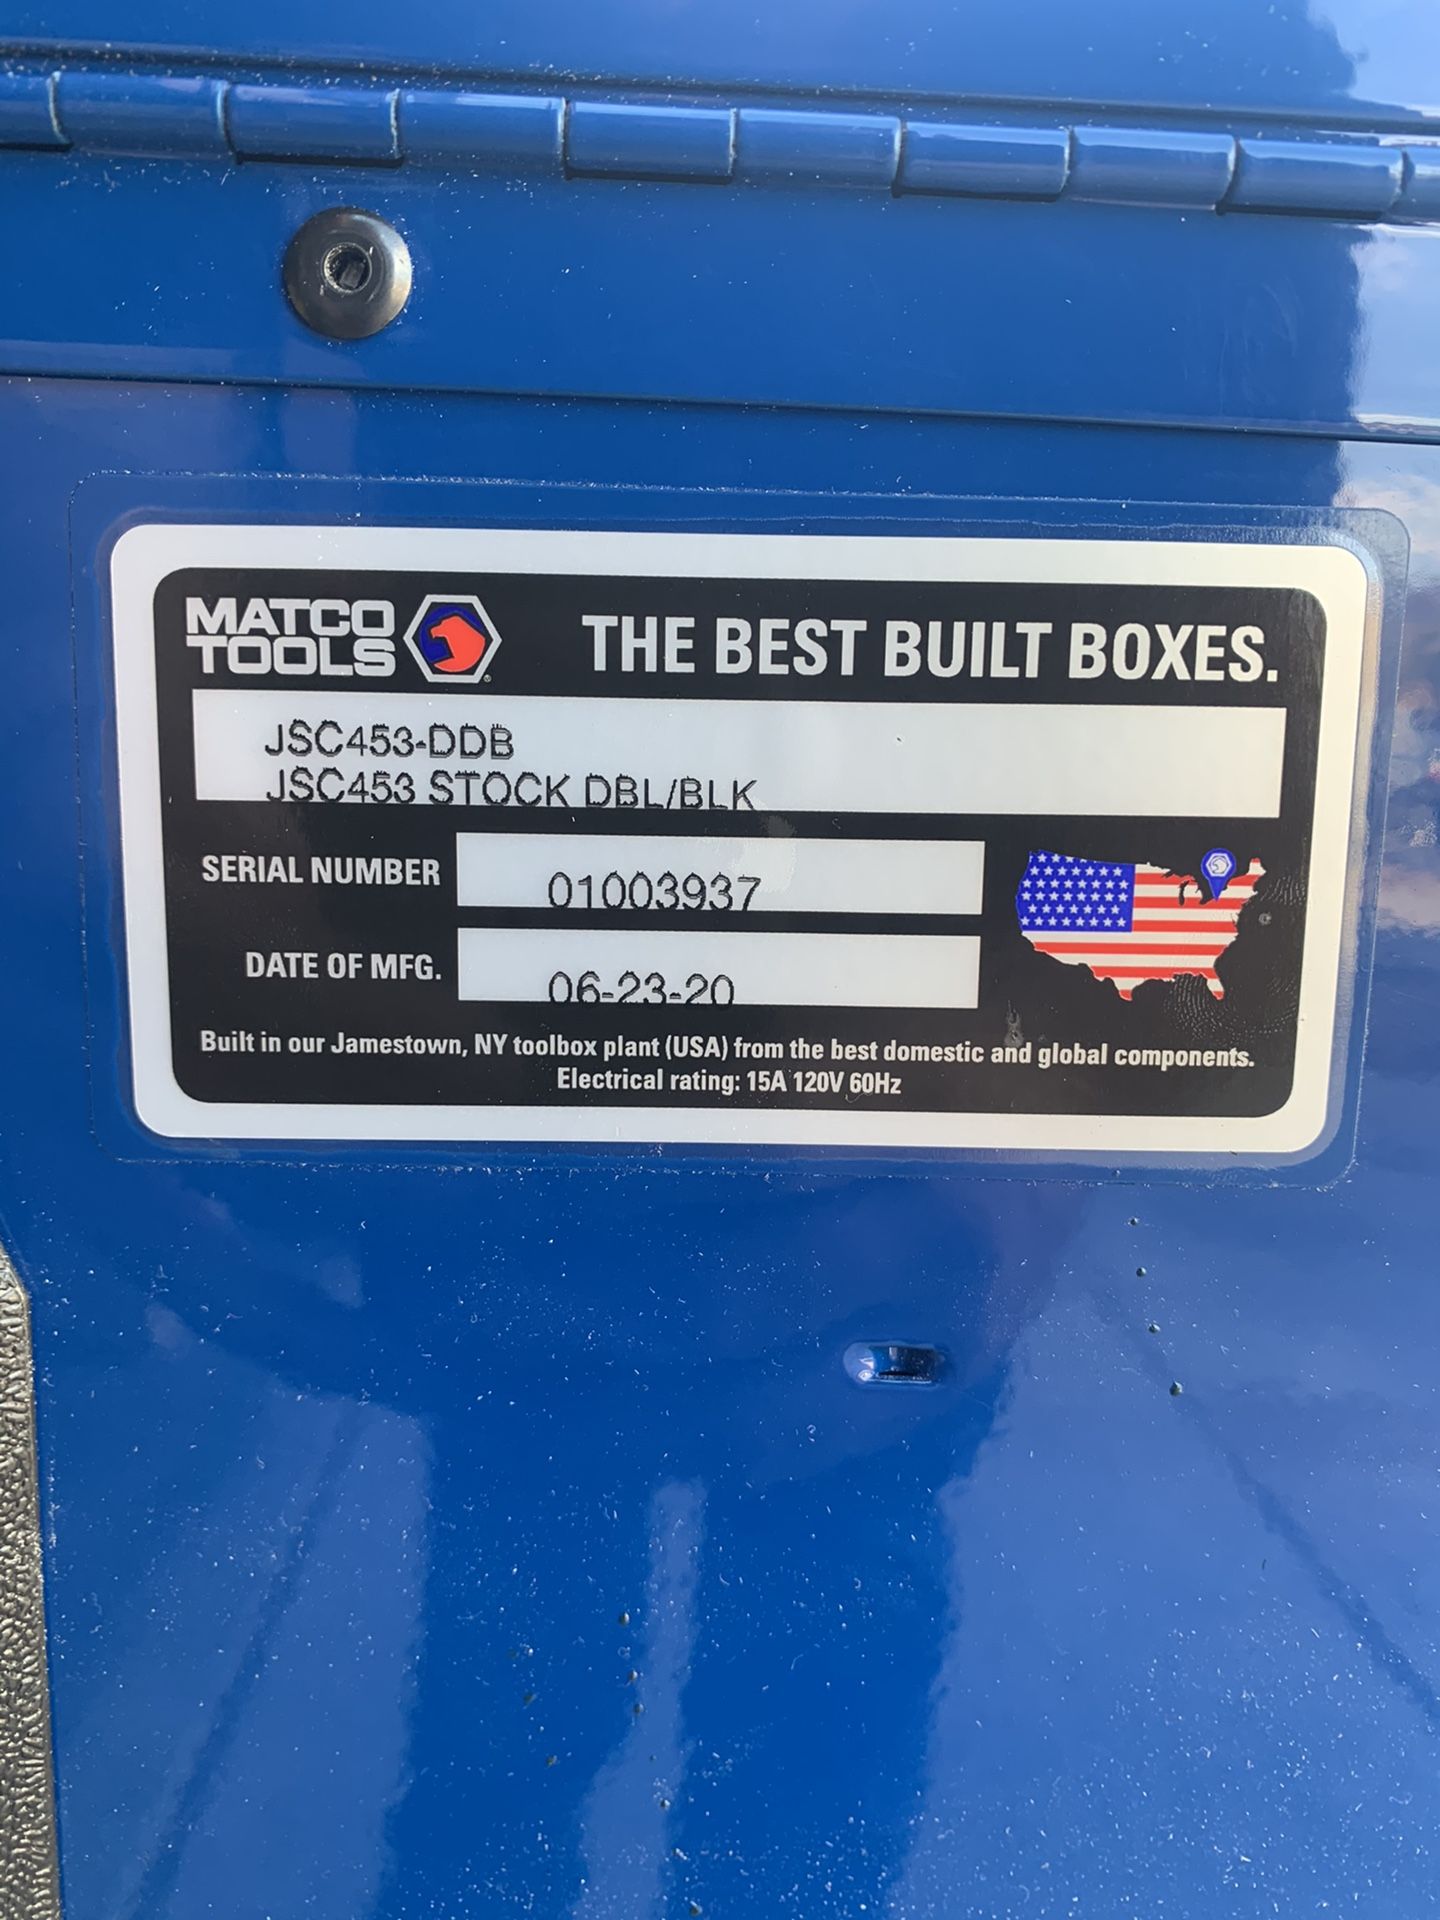 MATCO
TOOLS
THE BEST BUILT BOXES.
JSC453-DDB
JSC453 STOCK DBL/BLK
SERIAL NUMBER 01003937
DATE OF MFG. 06-23-20
Built in our Jamestown, NY toolbox plant (USA) from the best domestic and global components.
Electrical rating: 15A 120V 60Hz